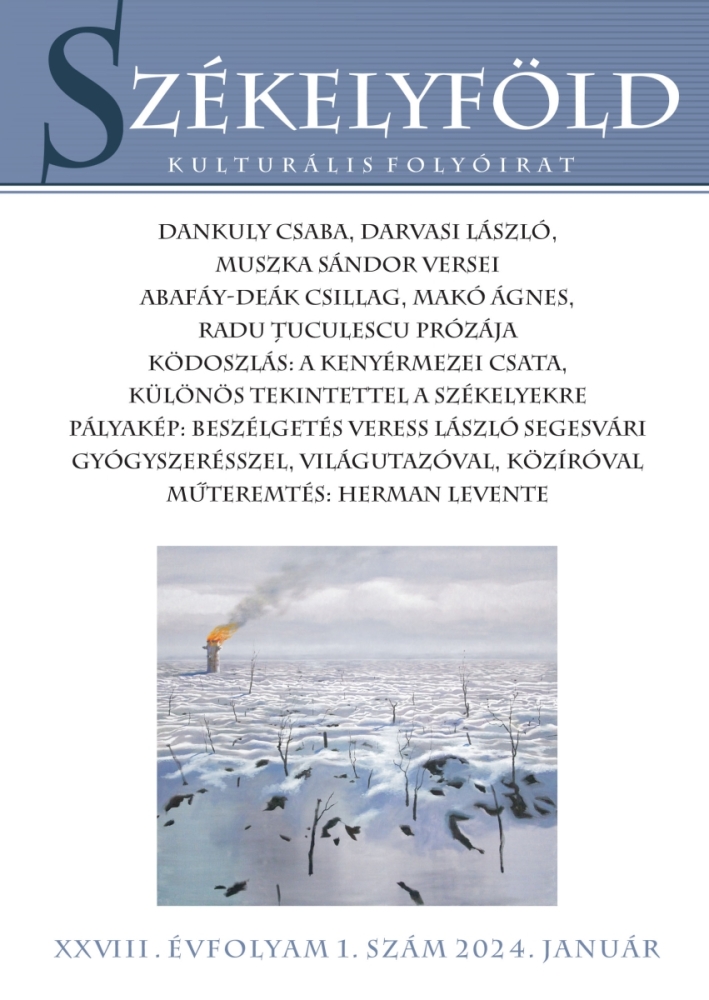 SZÉKELYFÖLD
KULTURÁLIS FOLYÓIRAT
DANKULY CSABA, DARVASI LÁSZLÓ,
MUSZKA SÁNDOR VERSEI
ABAFÁY-DEÁK CSILLAG, MAKÓ ÁGNES,
RADU ȚUCULESCU PRÓZÁJA
KÖDOSZLÁS: A KENYÉRMEZEI CSATA,
KÜLÖNÖS TEKINTETTEL A SZÉKELYEKRE
PÁLYAKÉP: BESZÉLGETÉS VERESS LÁSZLÓ SEGESVÁRI
GYÓGYSZERÉSSZEL, VILÁGUTAZÓVAL, KÖZÍRÓVAL
MŰTEREMTÉS: HERMAN LEVENTE
XXVIII. ÉVFOLYAM 1. SZÁM 2024. JANUÁR